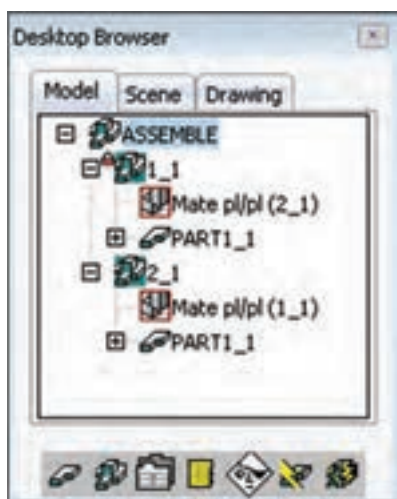 Desktop Browser
Model Scene Drawing
ASSEMBLE
1_1
Mate pl/pl (2_1)
PART1_1
2_1
Mate pl/pl (1_1)
PART1_1